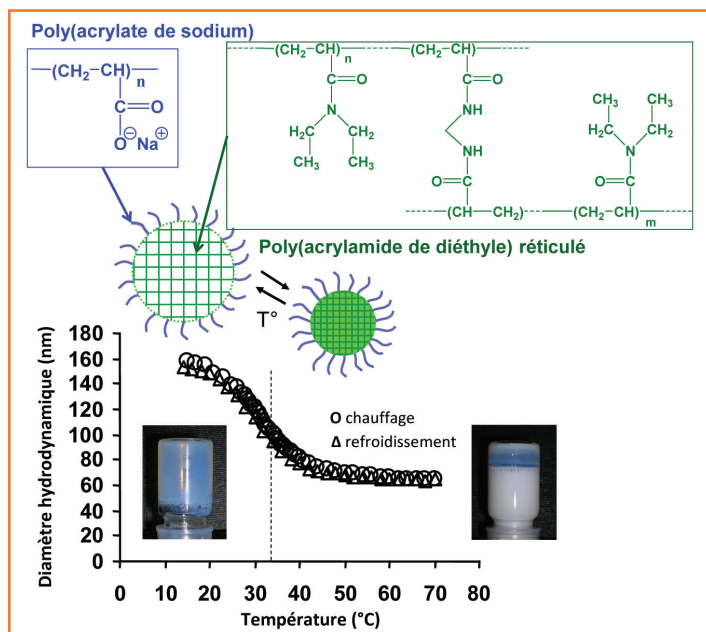 Poly(acrylate de sodium)
—(CH₂—CH)—
n
C=O
O⊖ Na⊕
-----(CH₂—CH)—————(CH₂—CH)-----
n
C=O
C=O
N
NH
H₂C
CH₂
CH₃
CH₃
NH
O=C
-----(CH—CH₂)-----(CH₂—CH)-----
m
CH₃
CH₃
H₂C
CH₂
N
O=C
Poly(acrylamide de diéthyle) réticulé
T°
Diamètre hydrodynamique (nm)
180
160
140
120
100
80
60
40
20
0
O chauffage
Δ refroidissement
0 10 20 30 40 50 60 70 80
Température (°C)